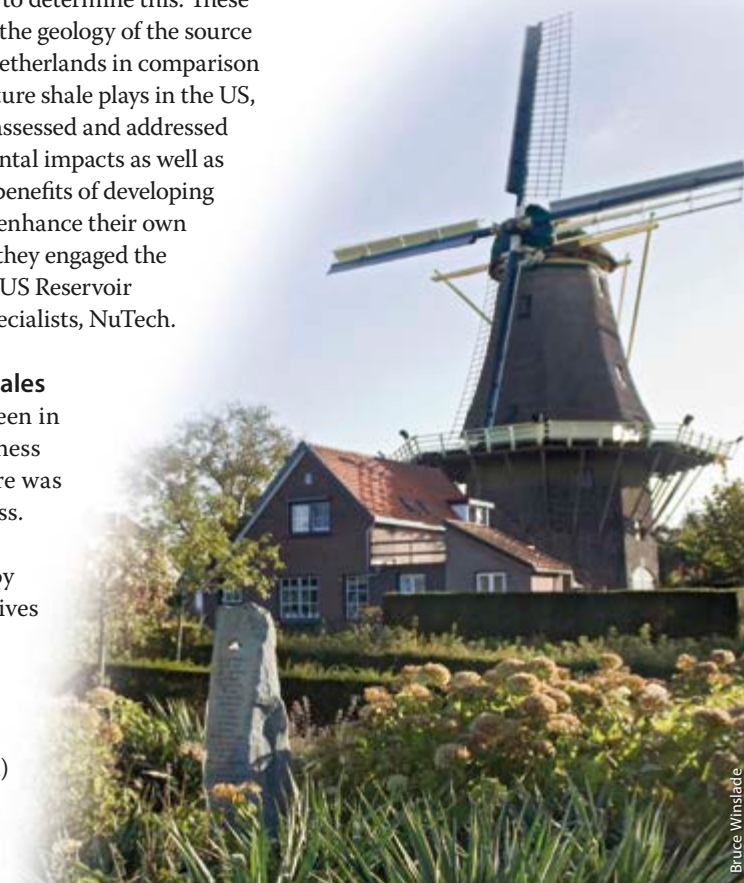 to determine this. These
the geology of the source
etherlands in comparison
ture shale plays in the US,
assessed and addressed
ntal impacts as well as
benefits of developing
enhance their own
they engaged the
US Reservoir
ecialists, NuTech.
ales
een in
ness
re was
ss.
by
ives
)
Bruce Winslade